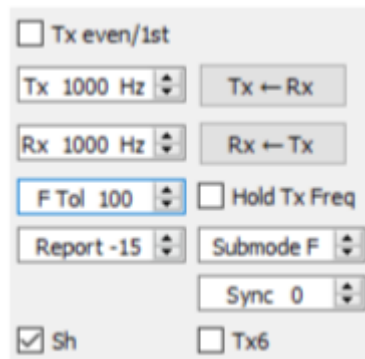 Tx even/1st
Tx 1000 Hz Tx ← Rx
Rx 1000 Hz Rx ← Tx
F Tol 100 Hold Tx Freq
Report -15 Submode F
Sync 0
Sh Tx6